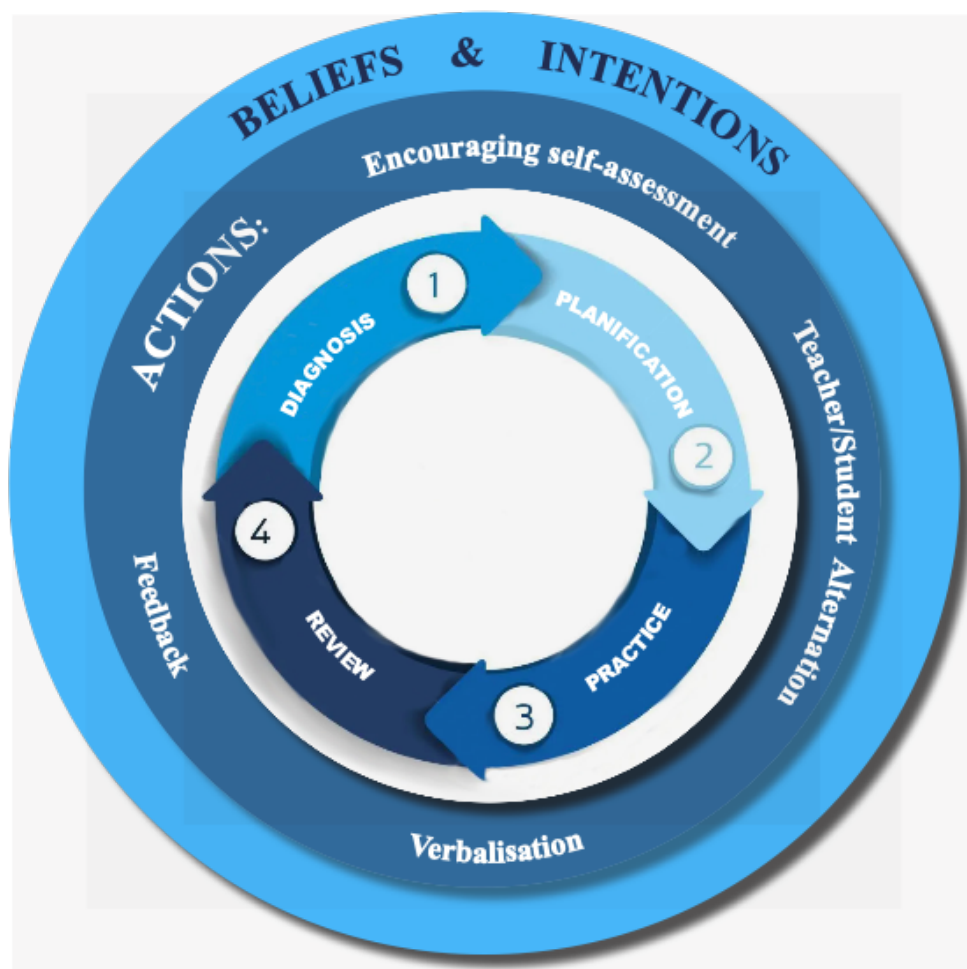 BELIEFS & INTENTIONS
ACTIONS:
Encouraging self-assessment
Teacher/Student Alternation
Verbalisation
Feedback
1
DIAGNOSIS
PLANIFICATION
2
PRACTICE
3
REVIEW
4